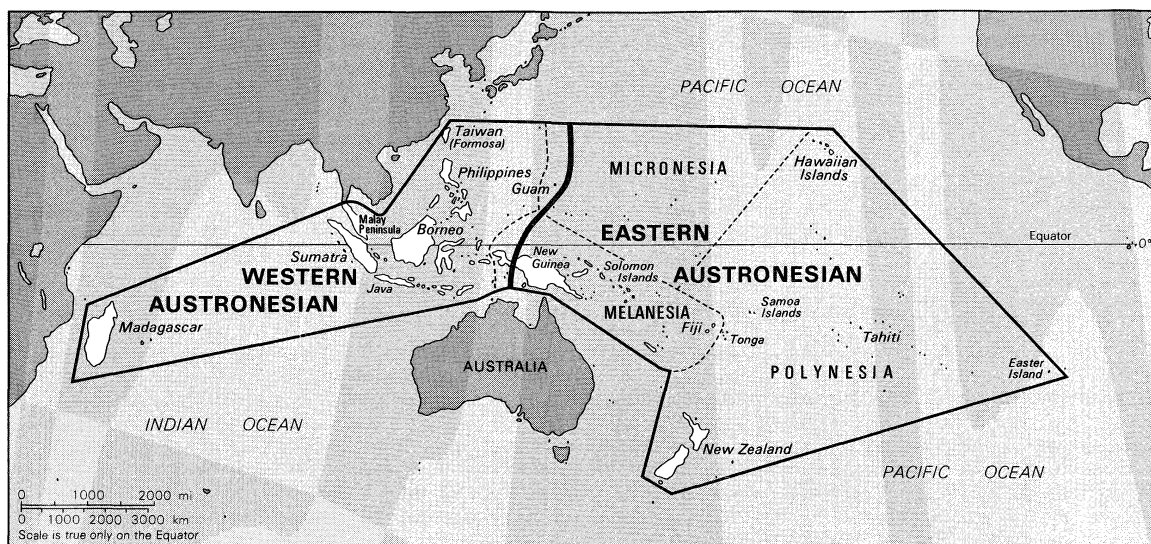 PACIFIC OCEAN
Taiwan
(Formosa)
Philippines
Guam
MICRONESIA
Hawaiian
Islands
Malay
Peninsula
Borneo
EASTERN
AUSTRONESIAN
Equator
0°
Sumatra
WESTERN
AUSTRONESIAN
Java
New
Guinea
Solomon
Islands
MELANESIA
Samoa
Islands
Fiji
Tonga
Tahiti
Madagascar
AUSTRALIA
POLYNESIA
Easter
Island
INDIAN OCEAN
New Zealand
PACIFIC OCEAN
0 1000 2000 mi
0 1000 2000 3000 km
Scale is true only on the Equator